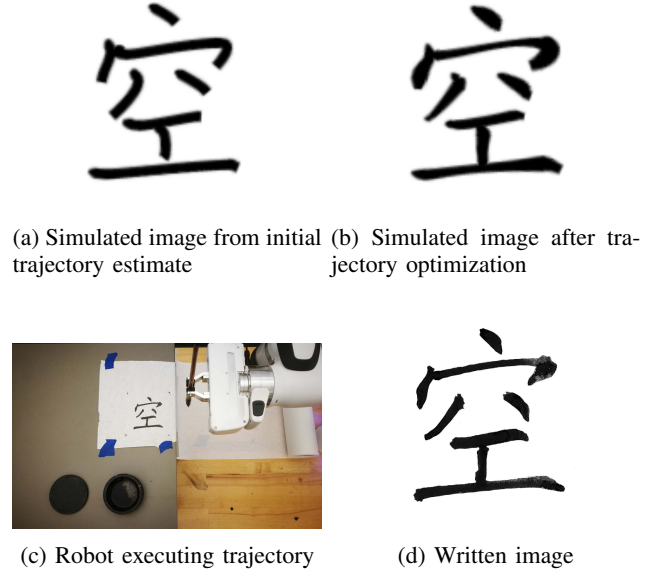 空
空
(a) Simulated image from initial
trajectory estimate
(b) Simulated image after tra-
jectory optimization
空
空
(c) Robot executing trajectory
(d) Written image